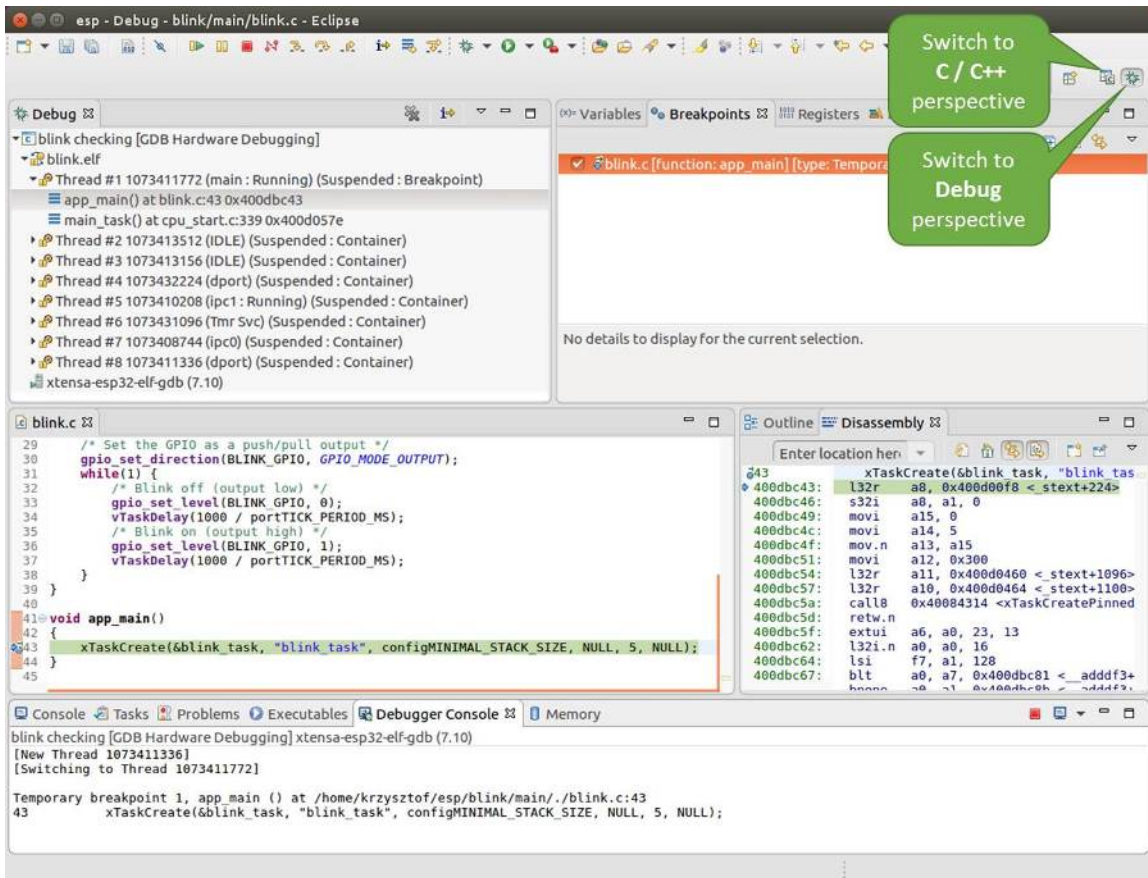 esp - Debug - blink/main/blink.c - Eclipse
Switch to
C / C++
perspective
Switch to
Debug
perspective
Debug
blink checking [GDB Hardware Debugging]
blink.elf
Thread #1 1073411772 (main : Running) (Suspended : Breakpoint)
app_main() at blink.c:43 0x400dbc43
main_task() at cpu_start.c:339 0x400d057e
Thread #2 1073413512 (IDLE) (Suspended : Container)
Thread #3 1073413156 (IDLE) (Suspended : Container)
Thread #4 1073432224 (dport) (Suspended : Container)
Thread #5 1073410208 (ipc1 : Running) (Suspended : Container)
Thread #6 1073431096 (Tmr Svc) (Suspended : Container)
Thread #7 1073408744 (ipc0) (Suspended : Container)
Thread #8 1073411336 (dport) (Suspended : Container)
xtensa-esp32-elf-gdb (7.10)
(x)= Variables Breakpoints Registers
blink.c [function: app_main] [type: Tempora
No details to display for the current selection.
blink.c
29 /* Set the GPIO as a push/pull output */
30 gpio_set_direction(BLINK_GPIO, GPIO_MODE_OUTPUT);
31 while(1) {
32 /* Blink off (output low) */
33 gpio_set_level(BLINK_GPIO, 0);
34 vTaskDelay(1000 / portTICK_PERIOD_MS);
35 /* Blink on (output high) */
36 gpio_set_level(BLINK_GPIO, 1);
37 vTaskDelay(1000 / portTICK_PERIOD_MS);
38 }
39 }
40
41 void app_main()
42 {
43 xTaskCreate(&blink_task, "blink_task", configMINIMAL_STACK_SIZE, NULL, 5, NULL);
44 }
45
Outline Disassembly
Enter location her
43 xTaskCreate(&blink_task, "blink_tas
400dbc43: l32r a8, 0x400d00f8 <_stext+224>
400dbc46: s32i a8, a1, 0
400dbc49: movi a15, 0
400dbc4c: movi a14, 5
400dbc4f: mov.n a13, a15
400dbc51: movi a12, 0x300
400dbc54: l32r a11, 0x400d0460 <_stext+1096>
400dbc57: l32r a10, 0x400d0464 <_stext+1100>
400dbc5a: call8 0x40084314 <xTaskCreatePinned
400dbc5d: retw.n
400dbc5f: extui a6, a0, 23, 13
400dbc62: l32i.n a0, a0, 16
400dbc64: lsi f7, a1, 128
400dbc67: blt a0, a7, 0x400dbc81 <__adddf3+
Console Tasks Problems Executables Debugger Console Memory
blink checking [GDB Hardware Debugging] xtensa-esp32-elf-gdb (7.10)
[New Thread 1073411336]
[Switching to Thread 1073411772]
Temporary breakpoint 1, app_main () at /home/krzysztof/esp/blink/main/./blink.c:43
43 xTaskCreate(&blink_task, "blink_task", configMINIMAL_STACK_SIZE, NULL, 5, NULL);